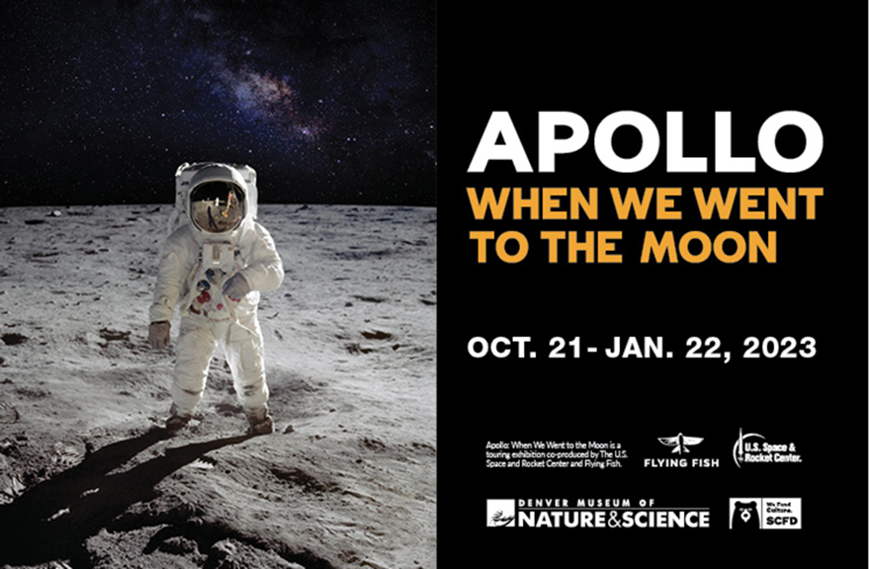 APOLLO
WHEN WE WENT
TO THE MOON
OCT. 21 - JAN. 22, 2023
Apollo: When We Went to the Moon is a
touring exhibition co-produced by The U.S.
Space and Rocket Center and Flying Fish.
FLYING FISH
U.S. Space &
Rocket Center.
DENVER MUSEUM OF
NATURE&SCIENCE
We Fund
Culture.
SCFD